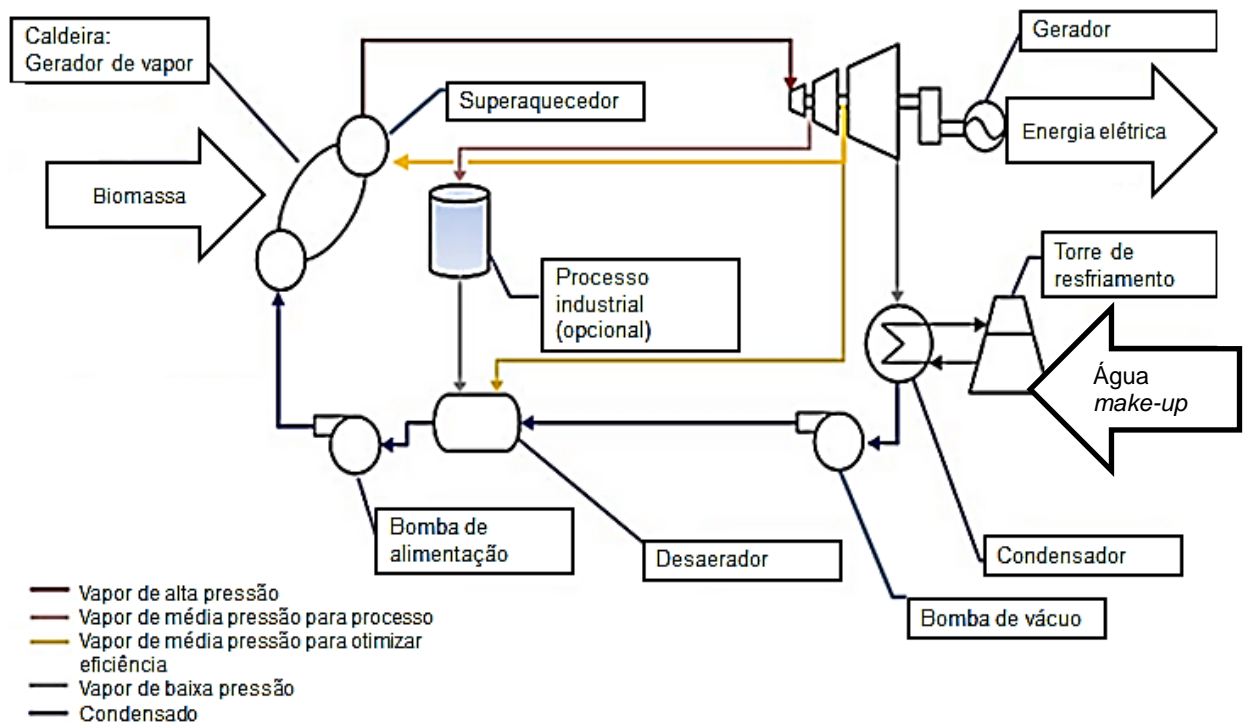 Caldeira:
Gerador de vapor
Gerador
Superaquecedor
Energia elétrica
Biomassa
Processo
industrial
(opcional)
Torre de
resfriamento
Água
make-up
Bomba de
alimentação
Desaerador
Condensador
Bomba de vácuo
Vapor de alta pressão
Vapor de média pressão para processo
Vapor de média pressão para otimizar
eficiência
Vapor de baixa pressão
Condensado